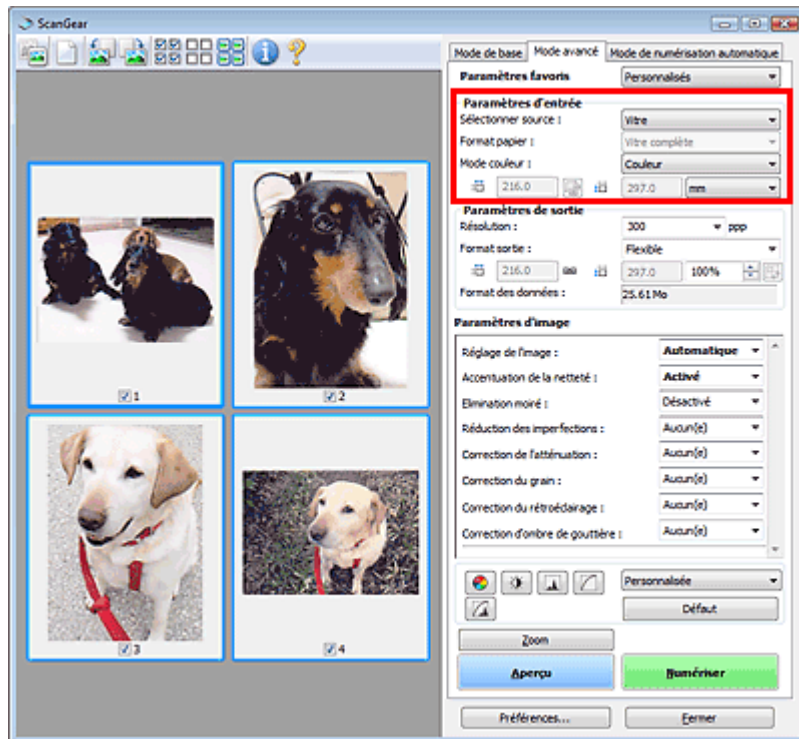 ScanGear
Mode de base Mode avancé Mode de numérisation automatique
Paramètres favoris Personnalisés
Paramètres d'entrée
Sélectionner source : Vitre
Format papier : Vitre complète
Mode couleur : Couleur
216.0 297.0 mm
Paramètres de sortie
Résolution : 300 ppp
Format sortie : Flexible
216.0 297.0 100%
Format des données : 25.61 Mo
Paramètres d'image
Réglage de l'image : Automatique
Accentuation de la netteté : Activé
Elimination moiré : Désactivé
Réduction des imperfections : Aucun(e)
Correction de l'atténuation : Aucun(e)
Correction du grain : Aucun(e)
Correction du rétroéclairage : Aucun(e)
Correction d'ombre de gouttière : Aucun(e)
Personnalisée
Défaut
Zoom
Aperçu Numériser
Préférences... Fermer
1 2
3 4